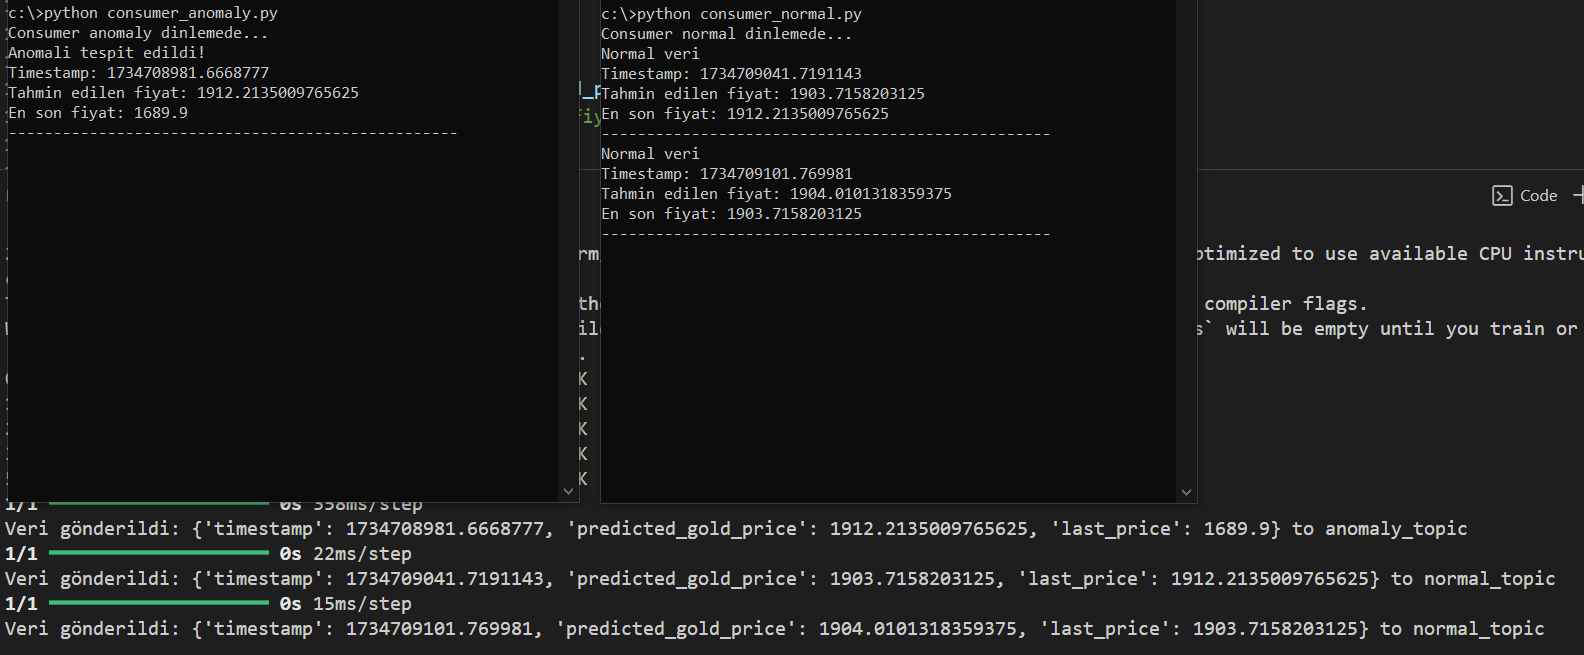 c:\>python consumer_anomaly.py
Consumer anomaly dinlemede...
Anomali tespit edildi!
Timestamp: 1734708981.6668777
Tahmin edilen fiyat: 1912.2135009765625
En son fiyat: 1689.9
--------------------------------------------------
c:\>python consumer_normal.py
Consumer normal dinlemede...
Normal veri
Timestamp: 1734709041.7191143
Tahmin edilen fiyat: 1903.7158203125
En son fiyat: 1912.2135009765625
--------------------------------------------------
Normal veri
Timestamp: 1734709101.769981
Tahmin edilen fiyat: 1904.0101318359375
En son fiyat: 1903.7158203125
--------------------------------------------------
Code
to use available CPU
compiler flags.
will be empty until you train or
K
K
K
K
K
1/1 0s 358ms/step
Veri gönderildi: {'timestamp': 1734708981.6668777, 'predicted_gold_price': 1912.2135009765625, 'last_price': 1689.9} to anomaly_topic
1/1 0s 22ms/step
Veri gönderildi: {'timestamp': 1734709041.7191143, 'predicted_gold_price': 1903.7158203125, 'last_price': 1912.2135009765625} to normal_topic
1/1 0s 15ms/step
Veri gönderildi: {'timestamp': 1734709101.769981, 'predicted_gold_price': 1904.0101318359375, 'last_price': 1903.7158203125} to normal_topic